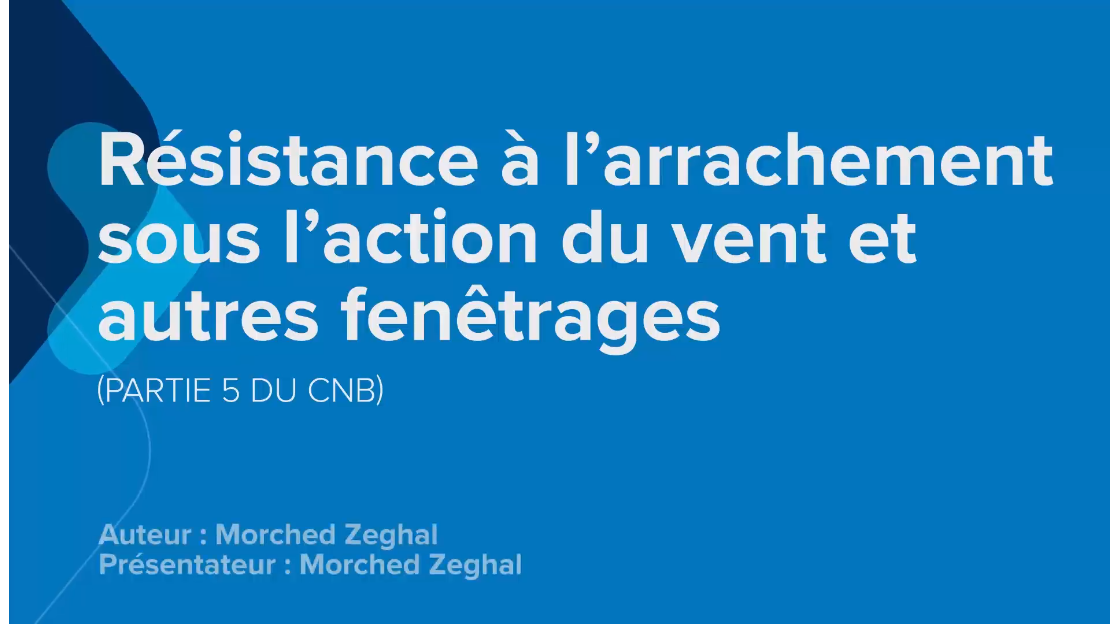 Résistance à l’arrachement
sous l’action du vent et
autres fenêtrages
(PARTIE 5 DU CNB)
Auteur : Morched Zeghal
Présentateur : Morched Zeghal